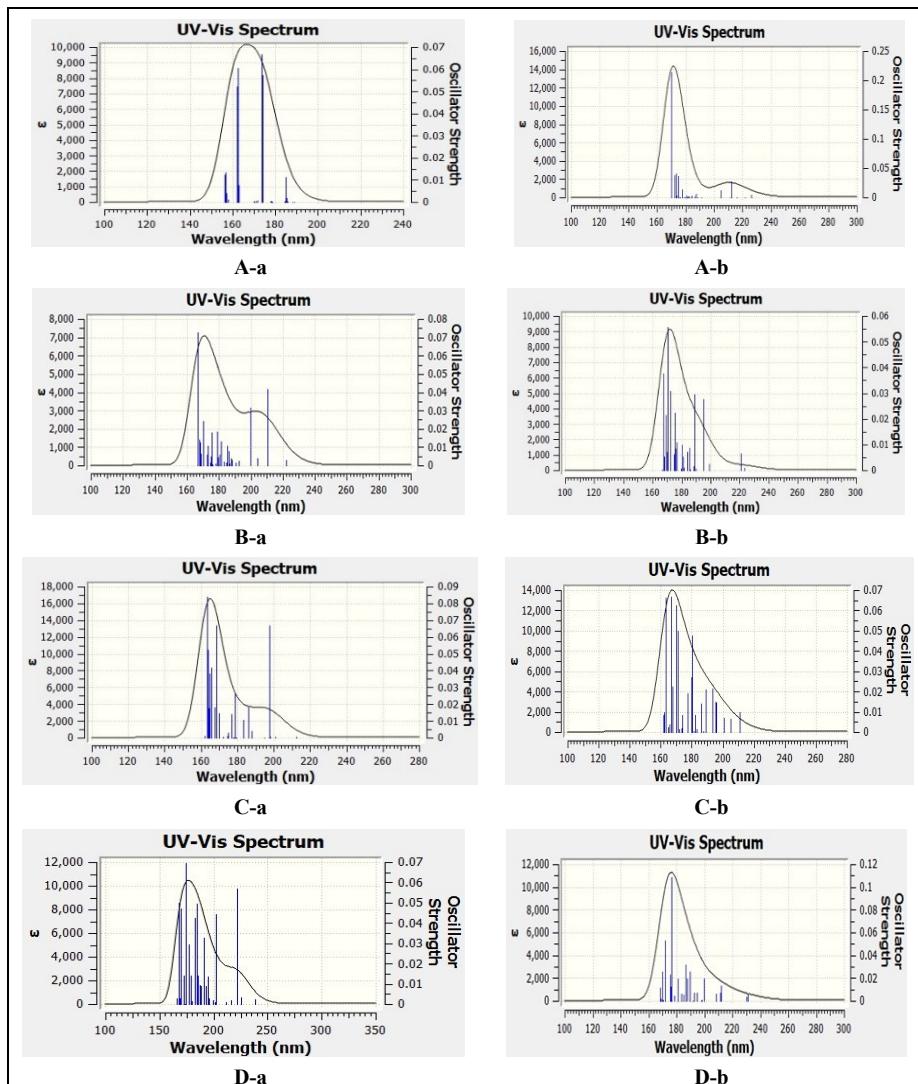 UV-Vis Spectrum
10,000
9,000
8,000
7,000
6,000
5,000
4,000
3,000
2,000
1,000
0
ε
0.07
0.06
0.05
0.04
0.03
0.02
0.01
0
Oscillator Strength
100 120 140 160 180 200 220 240
Wavelength (nm)
A-a
UV-Vis Spectrum
16,000
14,000
12,000
10,000
8,000
6,000
4,000
2,000
0
ε
0.25
0.2
0.15
0.1
0.05
0
Oscillator Strength
100 120 140 160 180 200 220 240 260 280 300
Wavelength (nm)
A-b
UV-Vis Spectrum
8,000
7,000
6,000
5,000
4,000
3,000
2,000
1,000
0
ε
0.08
0.07
0.06
0.05
0.04
0.03
0.02
0.01
0
Oscillator Strength
100 120 140 160 180 200 220 240 260 280 300
Wavelength (nm)
B-a
UV-Vis Spectrum
10,000
9,000
8,000
7,000
6,000
5,000
4,000
3,000
2,000
1,000
0
ε
0.06
0.05
0.04
0.03
0.02
0.01
0
Oscillator Strength
100 120 140 160 180 200 220 240 260 280 300
Wavelength (nm)
B-b
UV-Vis Spectrum
18,000
16,000
14,000
12,000
10,000
8,000
6,000
4,000
2,000
0
ε
0.09
0.08
0.07
0.06
0.05
0.04
0.03
0.02
0.01
0
Oscillator Strength
100 120 140 160 180 200 220 240 260 280
Wavelength (nm)
C-a
UV-Vis Spectrum
14,000
12,000
10,000
8,000
6,000
4,000
2,000
0
ε
0.07
0.06
0.05
0.04
0.03
0.02
0.01
0
Oscillator
Strength
100 120 140 160 180 200 220 240 260 280
Wavelength (nm)
C-b
UV-Vis Spectrum
12,000
10,000
8,000
6,000
4,000
2,000
0
ε
0.07
0.06
0.05
0.04
0.03
0.02
0.01
0
Oscillator
Strength
100 150 200 250 300 350
Wavelength (nm)
D-a
UV-Vis Spectrum
12,000
10,000
8,000
6,000
4,000
2,000
0
ε
0.12
0.1
0.08
0.06
0.04
0.02
0
Oscillator
Strength
100 120 140 160 180 200 220 240 260 280 300
Wavelength (nm)
D-b